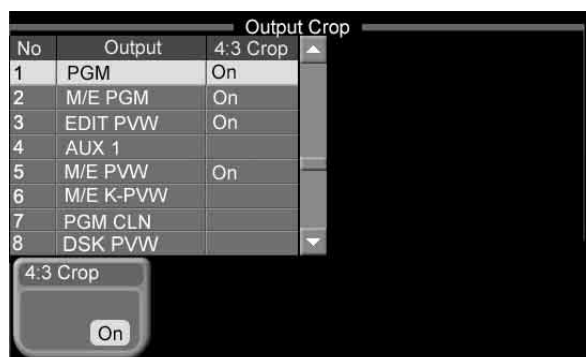 Output Crop
No Output 4:3 Crop
1 PGM On
2 M/E PGM On
3 EDIT PVW On
4 AUX 1
5 M/E PVW On
6 M/E K-PVW
7 PGM CLN
8 DSK PVW
4:3 Crop
On